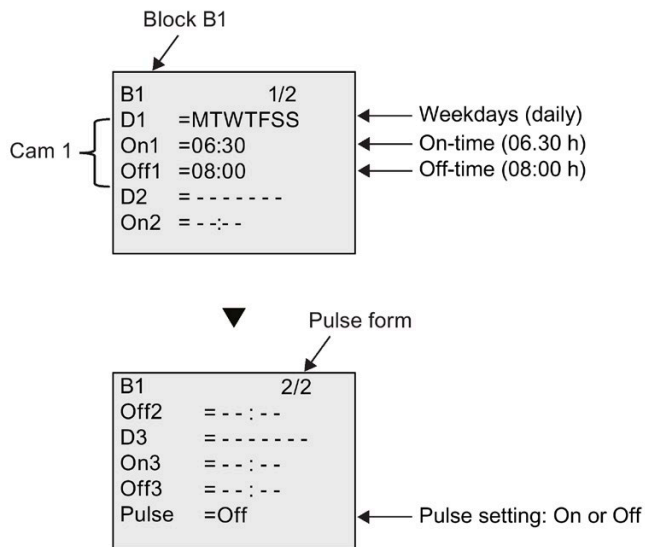 Block B1
B1 1/2
D1 =MTWTFSS
On1 =06:30
Off1 =08:00
D2 = - - - - - - -
On2 = - -:- -
Cam 1
Weekdays (daily)
On-time (06.30 h)
Off-time (08:00 h)
Pulse form
B1 2/2
Off2 = - - : - -
D3 = - - - - - - -
On3 = - - : - -
Off3 = - - : - -
Pulse =Off
Pulse setting: On or Off